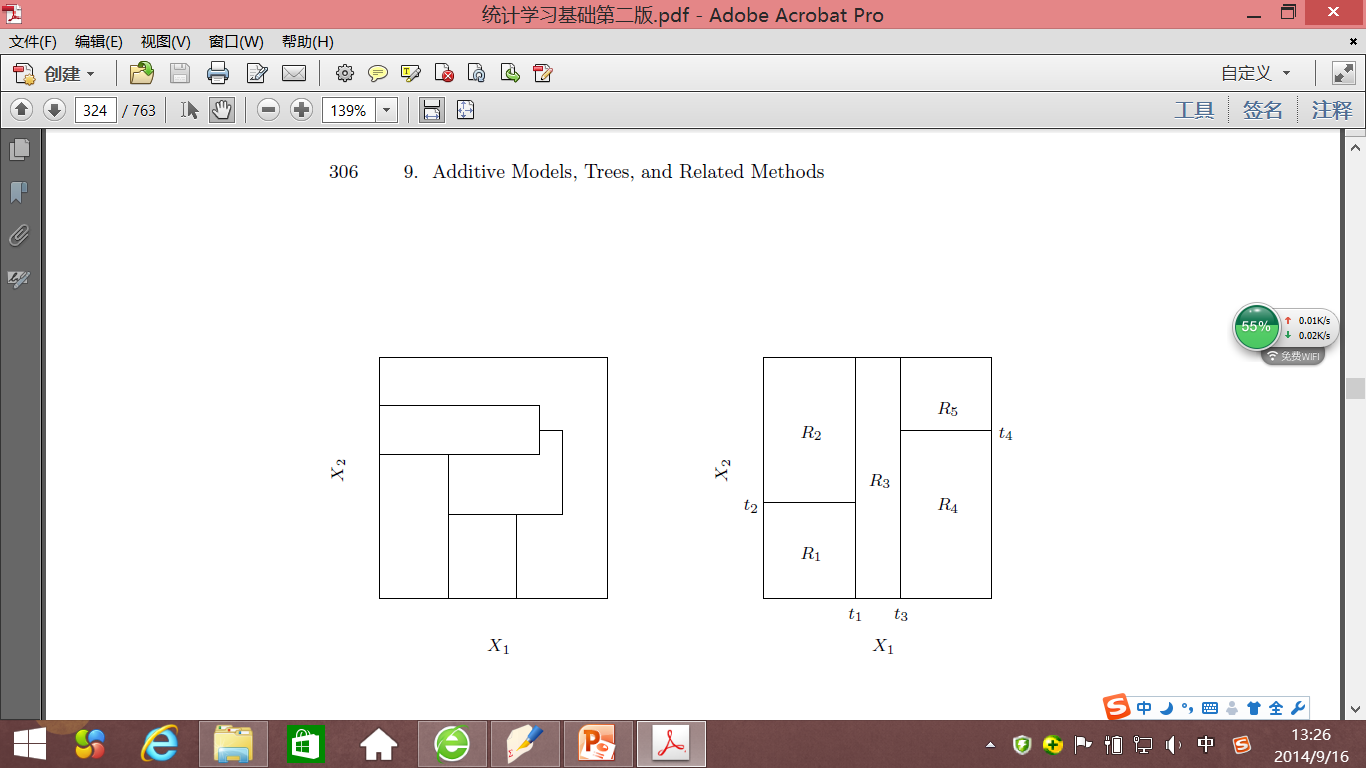 统计学习基础第二版.pdf - Adobe Acrobat Pro
文件(F) 编辑(E) 视图(V) 窗口(W) 帮助(H)
创建 自定义
324 / 763 139% 工具 签名 注释
306 9. Additive Models, Trees, and Related Methods
55% 0.01K/s
0.02K/s
免费WIFI
X1
X2
R5
R2
t4
X2
R3
t2
R4
R1
t1 t3
X1
中 全
中
13:26
2014/9/16